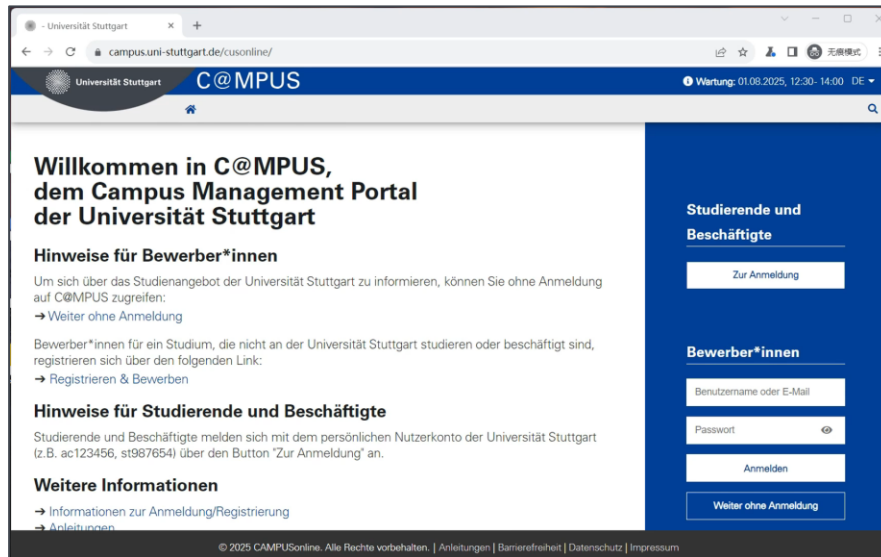 - Universität Stuttgart
campus.uni-stuttgart.de/cusonline/
无痕模式
Universität Stuttgart
C@MPUS
Wartung: 01.08.2025, 12:30- 14:00 DE
Willkommen in C@MPUS,
dem Campus Management Portal
der Universität Stuttgart
Hinweise für Bewerber*innen
Um sich über das Studienangebot der Universität Stuttgart zu informieren, können Sie ohne Anmeldung
auf C@MPUS zugreifen:
→ Weiter ohne Anmeldung
Bewerber*innen für ein Studium, die nicht an der Universität Stuttgart studieren oder beschäftigt sind,
registrieren sich über den folgenden Link:
→ Registrieren & Bewerben
Hinweise für Studierende und Beschäftigte
Studierende und Beschäftigte melden sich mit dem persönlichen Nutzerkonto der Universität Stuttgart
(z.B. ac123456, st987654) über den Button "Zur Anmeldung" an.
Weitere Informationen
→ Informationen zur Anmeldung/Registrierung
→ Anleitungen
Studierende und
Beschäftigte
Zur Anmeldung
Bewerber*innen
Benutzername oder E-Mail
Passwort
Anmelden
Weiter ohne Anmeldung
© 2025 CAMPUSonline. Alle Rechte vorbehalten. | Anleitungen | Barrierefreiheit | Datenschutz | Impressum